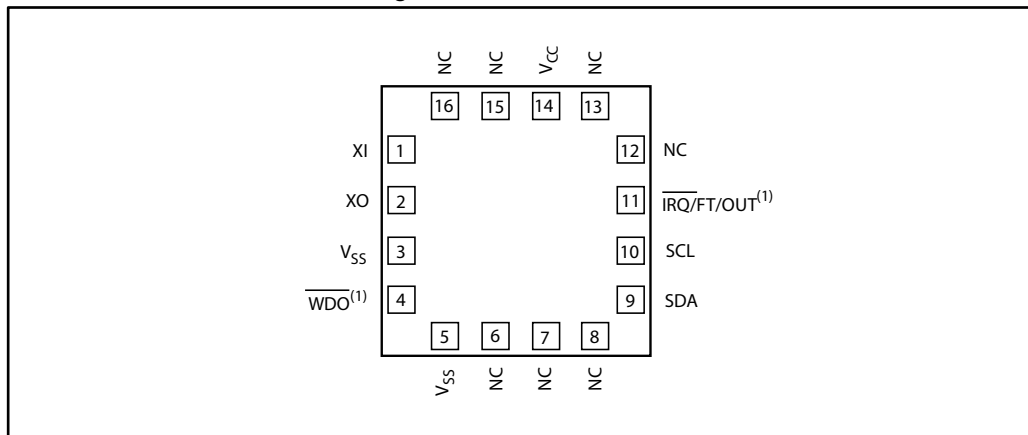 NC NC VCC NC
16 15 14 13
XI 1 12 NC
XO 2 11 IRQ/FT/OUT(1)
VSS 3 10 SCL
WDO(1) 4 9 SDA
5 6 7 8
VSS NC NC NC